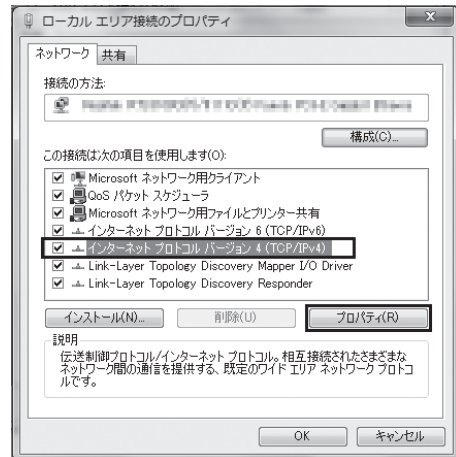 ローカル エリア接続のプロパティ
ネットワーク 共有
接続の方法:
構成(C)...
この接続は次の項目を使用します(O):
Microsoft ネットワーク用クライアント
QoS パケット スケジューラ
Microsoft ネットワーク用ファイルとプリンター共有
インターネット プロトコル バージョン 6 (TCP/IPv6)
インターネット プロトコル バージョン 4 (TCP/IPv4)
Link-Layer Topology Discovery Mapper I/O Driver
Link-Layer Topology Discovery Responder
インストール(N)... 削除(U) プロパティ(R)
説明
伝送制御プロトコル/インターネット プロトコル。相互接続されたさまざまな
ネットワーク間の通信を提供する、既定のワイド エリア ネットワーク プロトコ
ルです。
OK キャンセル